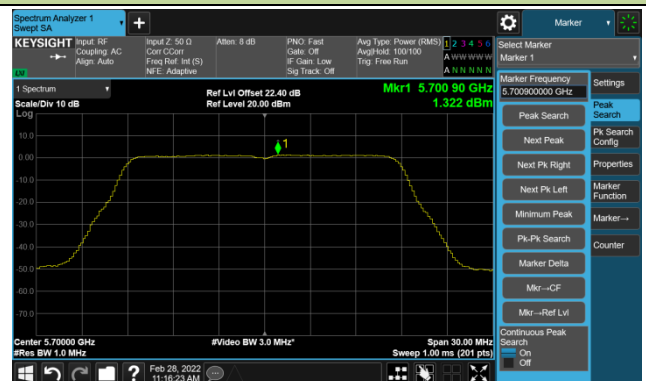 Spectrum Analyzer 1
Swept SA
Marker
KEYSIGHT
Input: RF
Coupling: AC
Align: Auto
Input Z: 50 Ω
Corr CCorr
Freq Ref: Int (S)
NFE: Adaptive
Atten: 8 dB
PNO: Fast
Gate: Off
IF Gain: Low
Sig Track: Off
Avg Type: Power (RMS)
Avg|Hold: 100/100
Trig: Free Run
1 2 3 4 5 6
A W W W W W
A N N N N N
LXI
Select Marker
Marker 1
1 Spectrum
Scale/Div 10 dB
Log
Ref Lvl Offset 22.40 dB
Ref Level 20.00 dBm
Mkr1 5.700 90 GHz
1.322 dBm
1
10.0
0.00
-10.0
-20.0
-30.0
-40.0
-50.0
-60.0
-70.0
Center 5.70000 GHz
#Res BW 1.0 MHz
#Video BW 3.0 MHz*
Span 30.00 MHz
Sweep 1.00 ms (201 pts)
Marker Frequency
5.700900000 GHz
Peak Search
Next Peak
Next Pk Right
Next Pk Left
Minimum Peak
Pk-Pk Search
Marker Delta
Mkr→CF
Mkr→Ref Lvl
Continuous Peak
Search
On
Off
Settings
Peak
Search
Pk Search
Config
Properties
Marker
Function
Marker→
Counter
Feb 28, 2022
11:16:23 AM